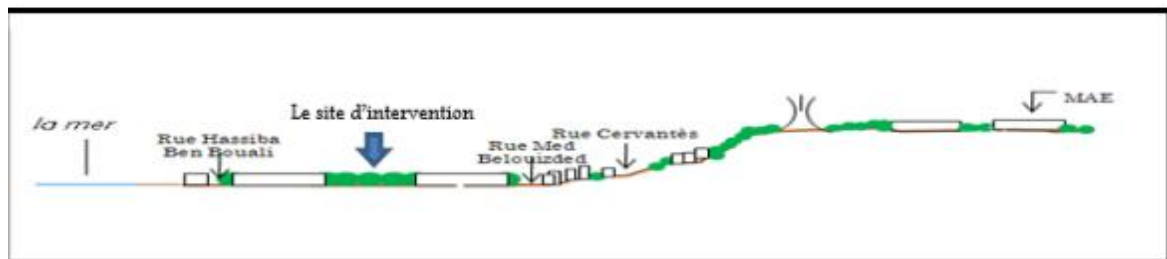 la mer
Rue Hassiba
Ben Bouali
Le site d'intervention
Rue Med
Belouizded
Rue Cervantès
MAE